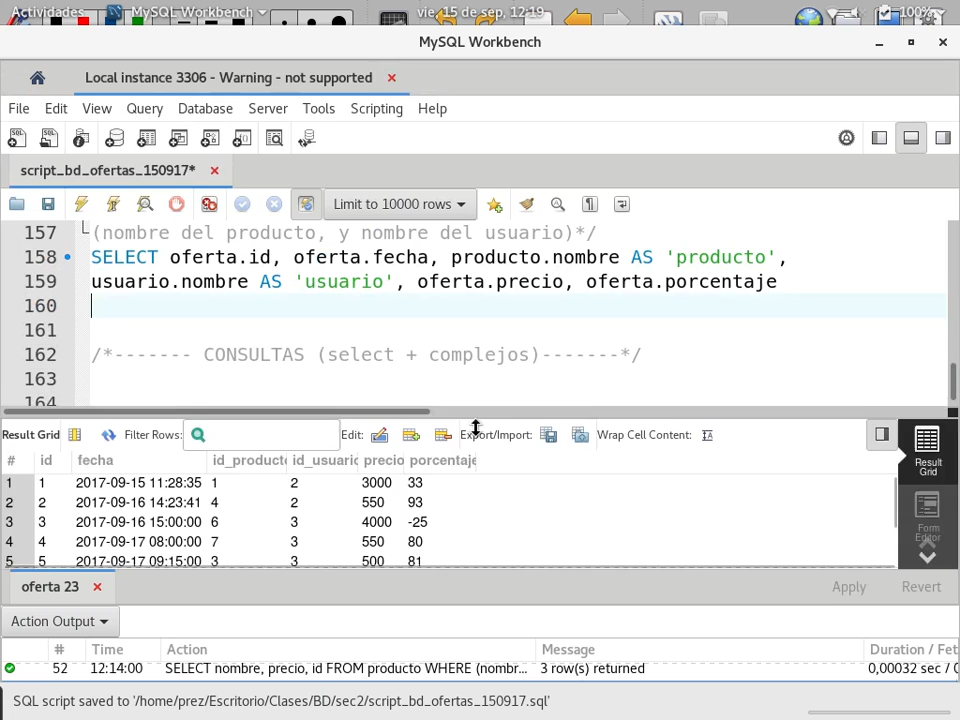 Actividades MySQL Workbench vie, 15 de sep, 12:19 100%
MySQL Workbench
Local instance 3306 - Warning - not supported
File Edit View Query Database Server Tools Scripting Help
script_bd_ofertas_150917*
Limit to 10000 rows
157 (nombre del producto, y nombre del usuario)*/
158 SELECT oferta.id, oferta.fecha, producto.nombre AS 'producto',
159 usuario.nombre AS 'usuario', oferta.precio, oferta.porcentaje
160
161
162 /*------- CONSULTAS (select + complejos)-------*/
163
164
Result Grid Filter Rows: Edit: Export/Import: Wrap Cell Content:
# id fecha id_producto id_usuario precio porcentaje
1 1 2017-09-15 11:28:35 1 2 3000 33
2 2 2017-09-16 14:23:41 4 2 550 93
3 3 2017-09-16 15:00:00 6 3 4000 -25
4 4 2017-09-17 08:00:00 7 3 550 80
5 5 2017-09-17 09:15:00 3 3 500 81
Result Grid
Form Editor
oferta 23 Apply Revert
Action Output
# Time Action Message Duration / Fet
52 12:14:00 SELECT nombre, precio, id FROM producto WHERE (nombr... 3 row(s) returned 0,00032 sec /
SQL script saved to '/home/prez/Escritorio/Clases/BD/sec2/script_bd_ofertas_150917.sql'